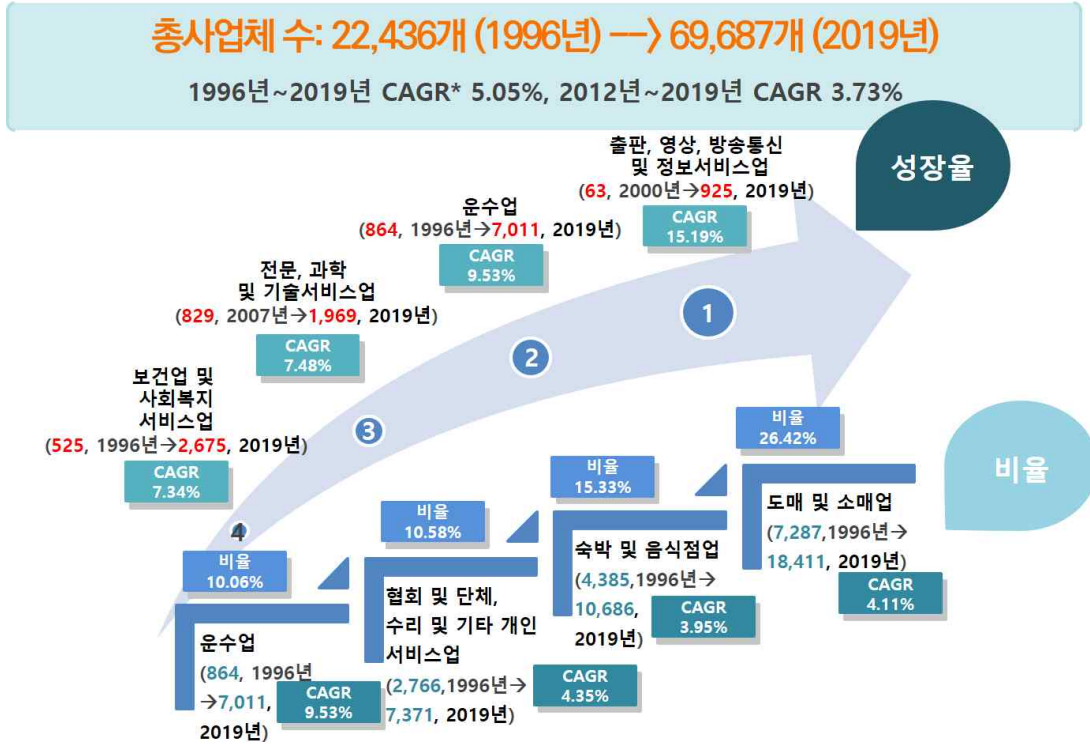 총사업체 수: 22,436개 (1996년) —> 69,687개 (2019년)
1996년~2019년 CAGR* 5.05%, 2012년~2019년 CAGR 3.73%
성장율
출판, 영상, 방송통신
및 정보서비스업
(63, 2000년→925, 2019년)
CAGR
15.19%
1
운수업
(864, 1996년→7,011, 2019년)
CAGR
9.53%
2
전문, 과학
및 기술서비스업
(829, 2007년→1,969, 2019년)
CAGR
7.48%
3
보건업 및
사회복지
서비스업
(525, 1996년→2,675, 2019년)
CAGR
7.34%
4
비율
비율
26.42%
도매 및 소매업
(7,287,1996년→
18,411, 2019년)
CAGR
4.11%
비율
15.33%
숙박 및 음식점업
(4,385,1996년→
10,686,
2019년)
CAGR
3.95%
비율
10.58%
협회 및 단체,
수리 및 기타 개인
서비스업
(2,766,1996년→
7,371, 2019년)
CAGR
4.35%
비율
10.06%
운수업
(864, 1996년
→7,011,
2019년)
CAGR
9.53%